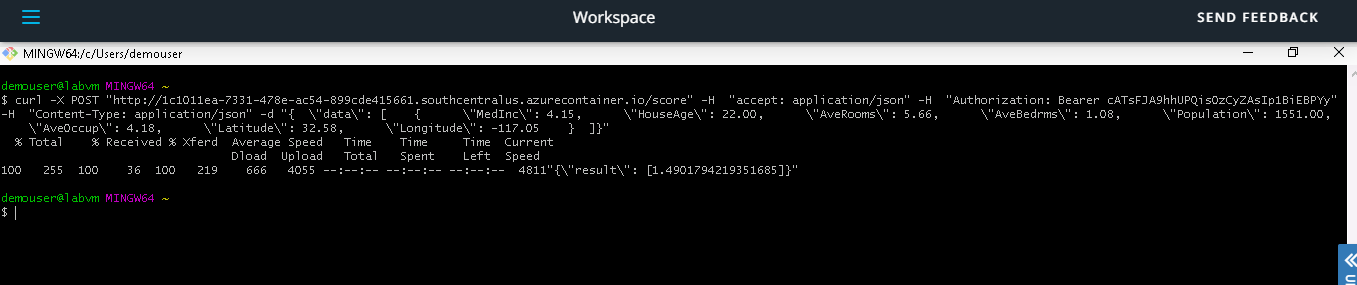 Workspace
SEND FEEDBACK
MINGW64:/c/Users/demouser
demouser@labvm MINGW64 ~
$ curl -X POST "http://1c1011ea-7331-478e-ac54-899cde415661.southcentralus.azurecontainer.io/score" -H  "accept: application/json" -H  "Authorization: Bearer cATsFJA9hhUPQisOzCyZAsIp1BiEBPYy"
-H  "Content-Type: application/json" -d "{  \"data\": [    {      \"MedInc\": 4.15,      \"HouseAge\": 22.00,      \"AveRooms\": 5.66,      \"AveBedrms\": 1.08,      \"Population\": 1551.00,
     \"AveOccup\": 4.18,      \"Latitude\": 32.58,      \"Longitude\": -117.05    }  ]}"
  % Total    % Received % Xferd  Average Speed   Time    Time     Time  Current
                                 Dload  Upload   Total   Spent    Left  Speed
100   255  100    36  100   219    666   4055 --:--:-- --:--:-- --:--:--  4811"{\"result\": [1.4901794219351685]}"
demouser@labvm MINGW64 ~
$